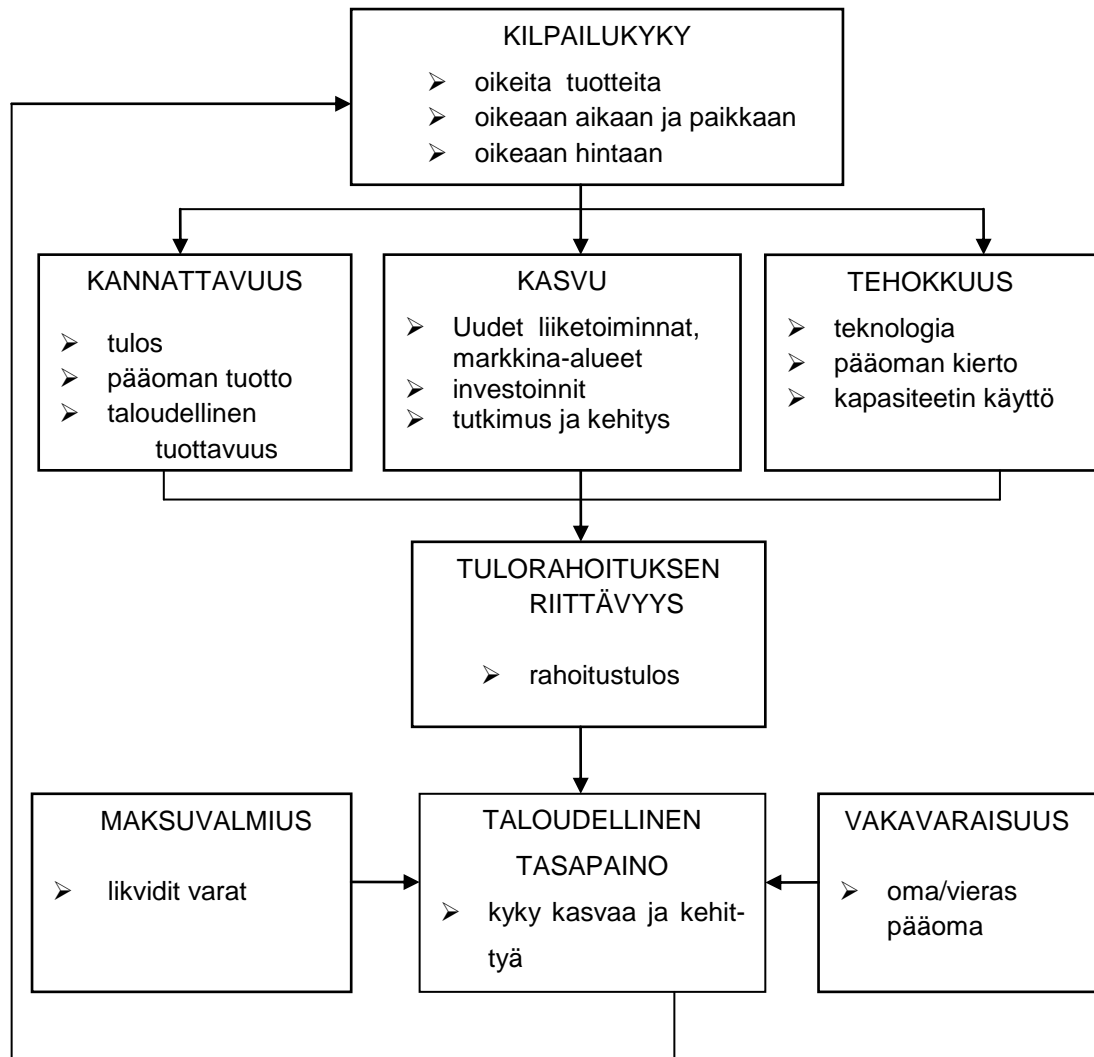 KILPAILUKYKY
➢ oikeita tuotteita
➢ oikeaan aikaan ja paikkaan
➢ oikeaan hintaan
KANNATTAVUUS
➢ tulos
➢ pääoman tuotto
➢ taloudellinen
tuottavuus
KASVU
➢ Uudet liiketoiminnat,
markkina-alueet
➢ investoinnit
➢ tutkimus ja kehitys
TEHOKKUUS
➢ teknologia
➢ pääoman kierto
➢ kapasiteetin käyttö
TULORAHOITUKSEN
RIITTÄVYYS
➢ rahoitustulos
MAKSUVALMIUS
➢ likvidit varat
TALOUDELLINEN
TASAPAINO
➢ kyky kasvaa ja kehit-
tyä
VAKAVARAISUUS
➢ oma/vieras
pääoma